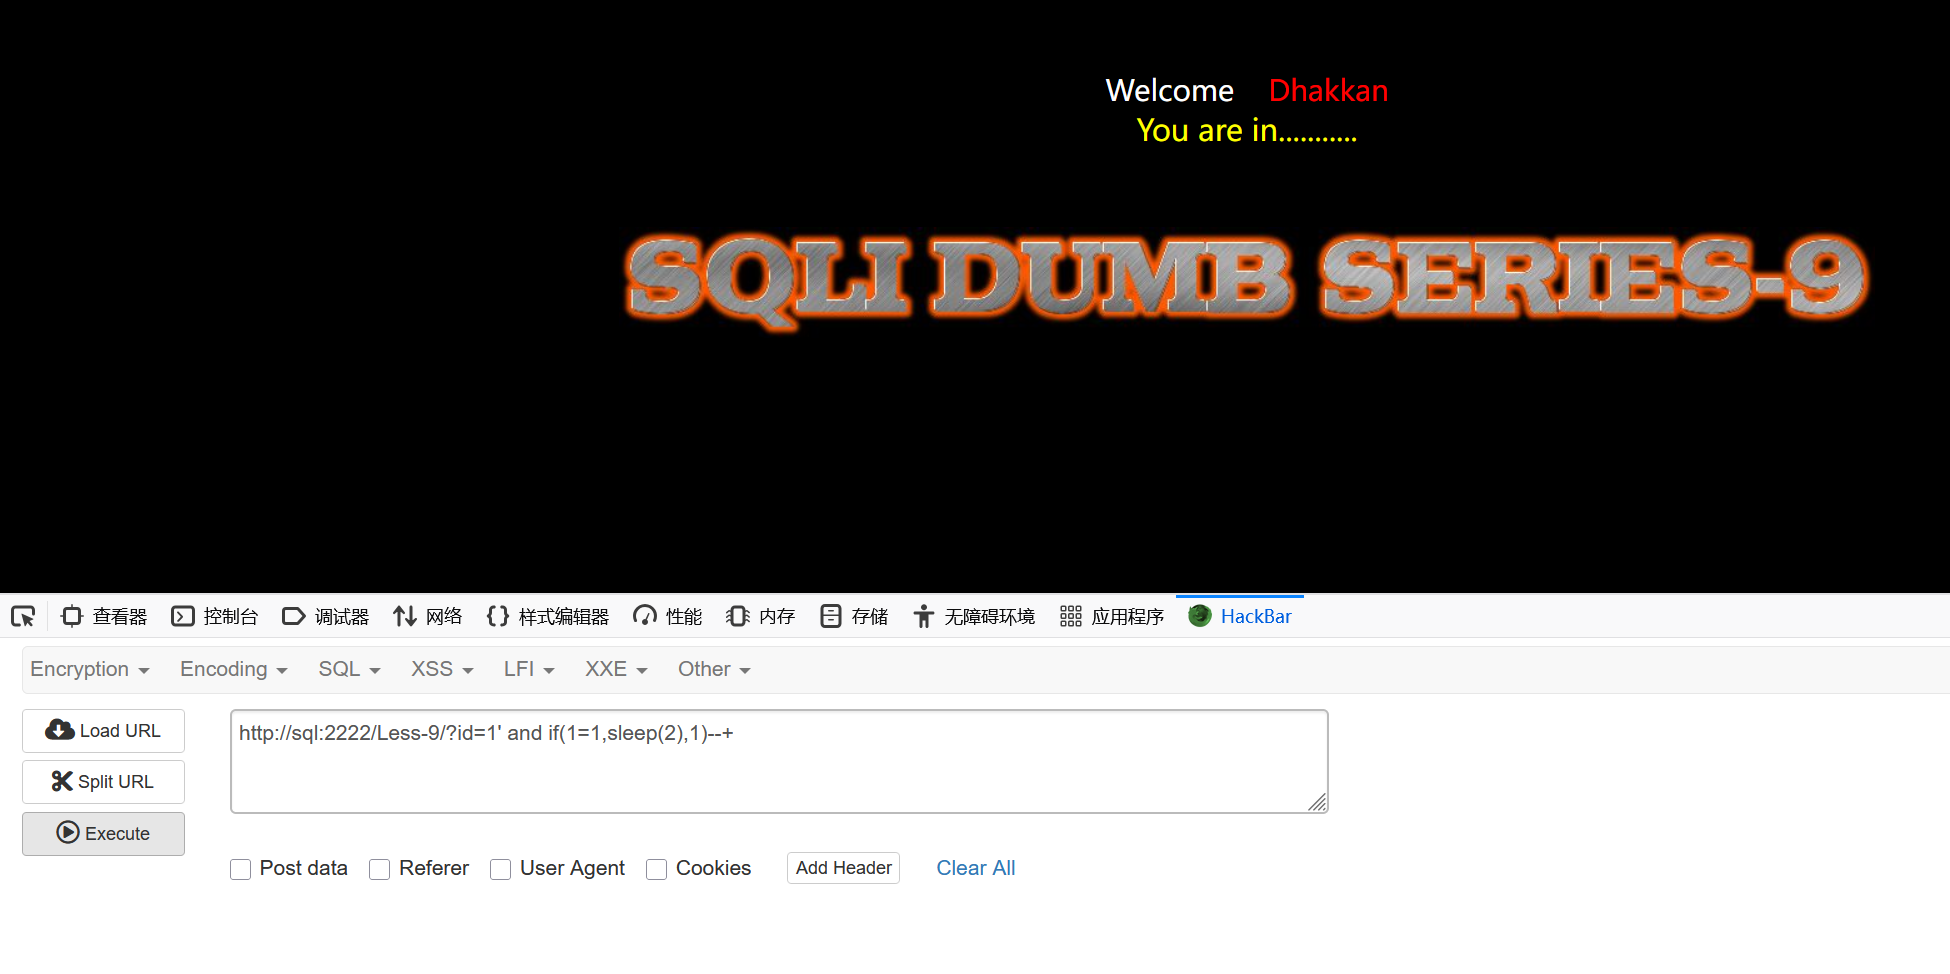 Welcome Dhakkan
You are in...........
SQLI DUMB SERIES-9
查看器 控制台 调试器 网络 样式编辑器 性能 内存 存储 无障碍环境 应用程序 HackBar
Encryption Encoding SQL XSS LFI XXE Other
Load URL
http://sql:2222/Less-9/?id=1' and if(1=1,sleep(2),1)--+
Split URL
Execute
Post data Referer User Agent Cookies Add Header Clear All